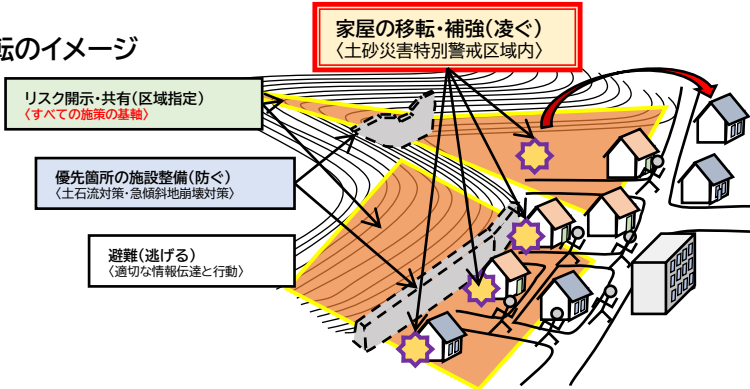 転のイメージ
家屋の移転・補強(凌ぐ)
〈土砂災害特別警戒区域内〉
リスク開示・共有(区域指定)
〈すべての施策の基軸〉
優先箇所の施設整備(防ぐ)
〈土石流対策・急傾斜地崩壊対策〉
避難(逃げる)
〈適切な情報伝達と行動〉